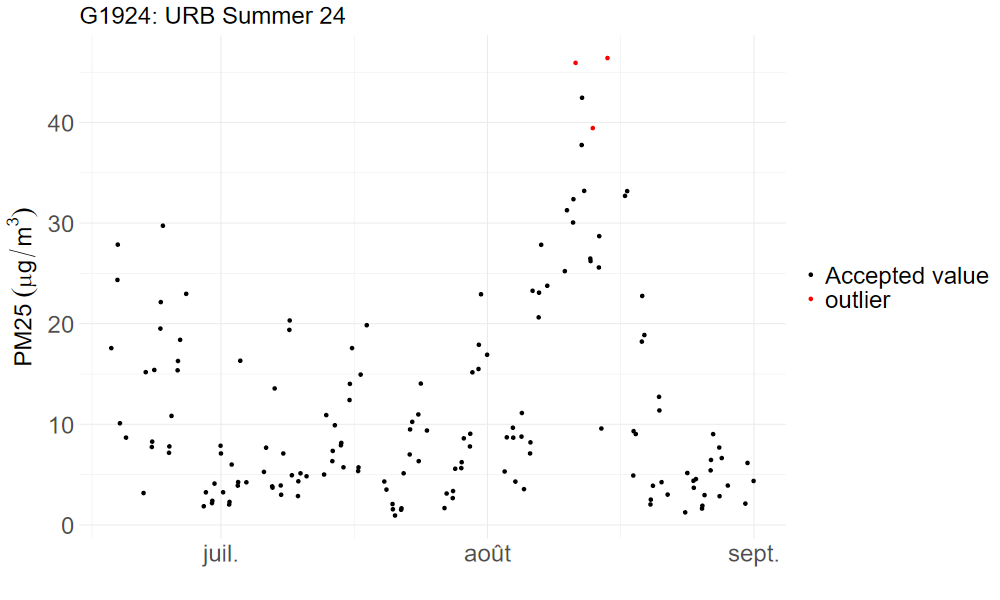 G1924: URB Summer 24
PM25 (μg/m³)
40
30
20
10
0
juil.
août
sept.
Accepted value
outlier